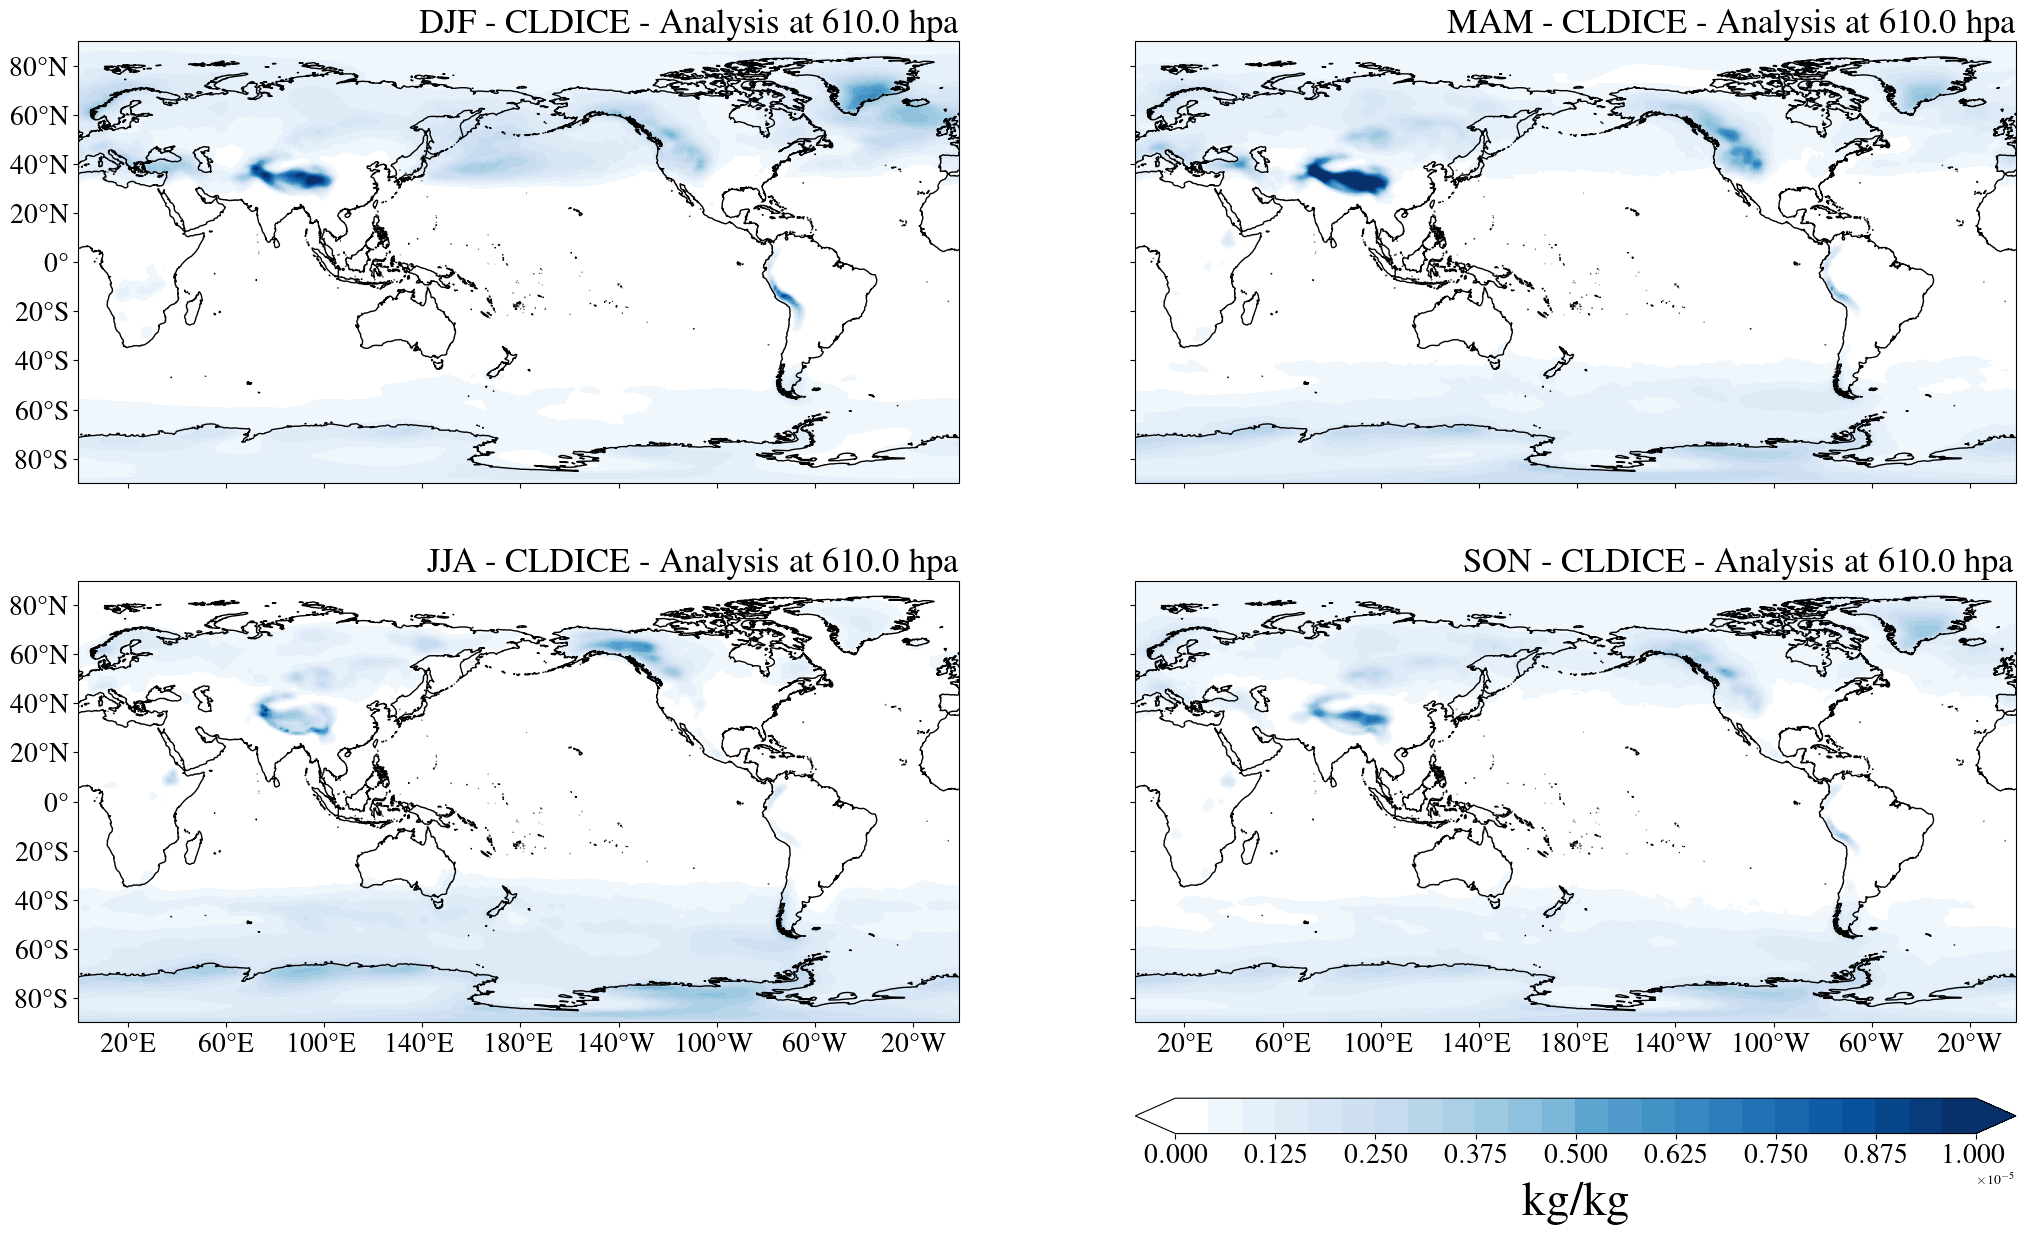 DJF - CLDICE - Analysis at 610.0 hpa
MAM - CLDICE - Analysis at 610.0 hpa
80°N
60°N
40°N
20°N
0°
20°S
40°S
60°S
80°S
JJA - CLDICE - Analysis at 610.0 hpa
SON - CLDICE - Analysis at 610.0 hpa
80°N
60°N
40°N
20°N
0°
20°S
40°S
60°S
80°S
20°E 60°E 100°E 140°E 180°E 140°W 100°W 60°W 20°W
20°E 60°E 100°E 140°E 180°E 140°W 100°W 60°W 20°W
0.000 0.125 0.250 0.375 0.500 0.625 0.750 0.875 1.000
×10⁻⁵
kg/kg